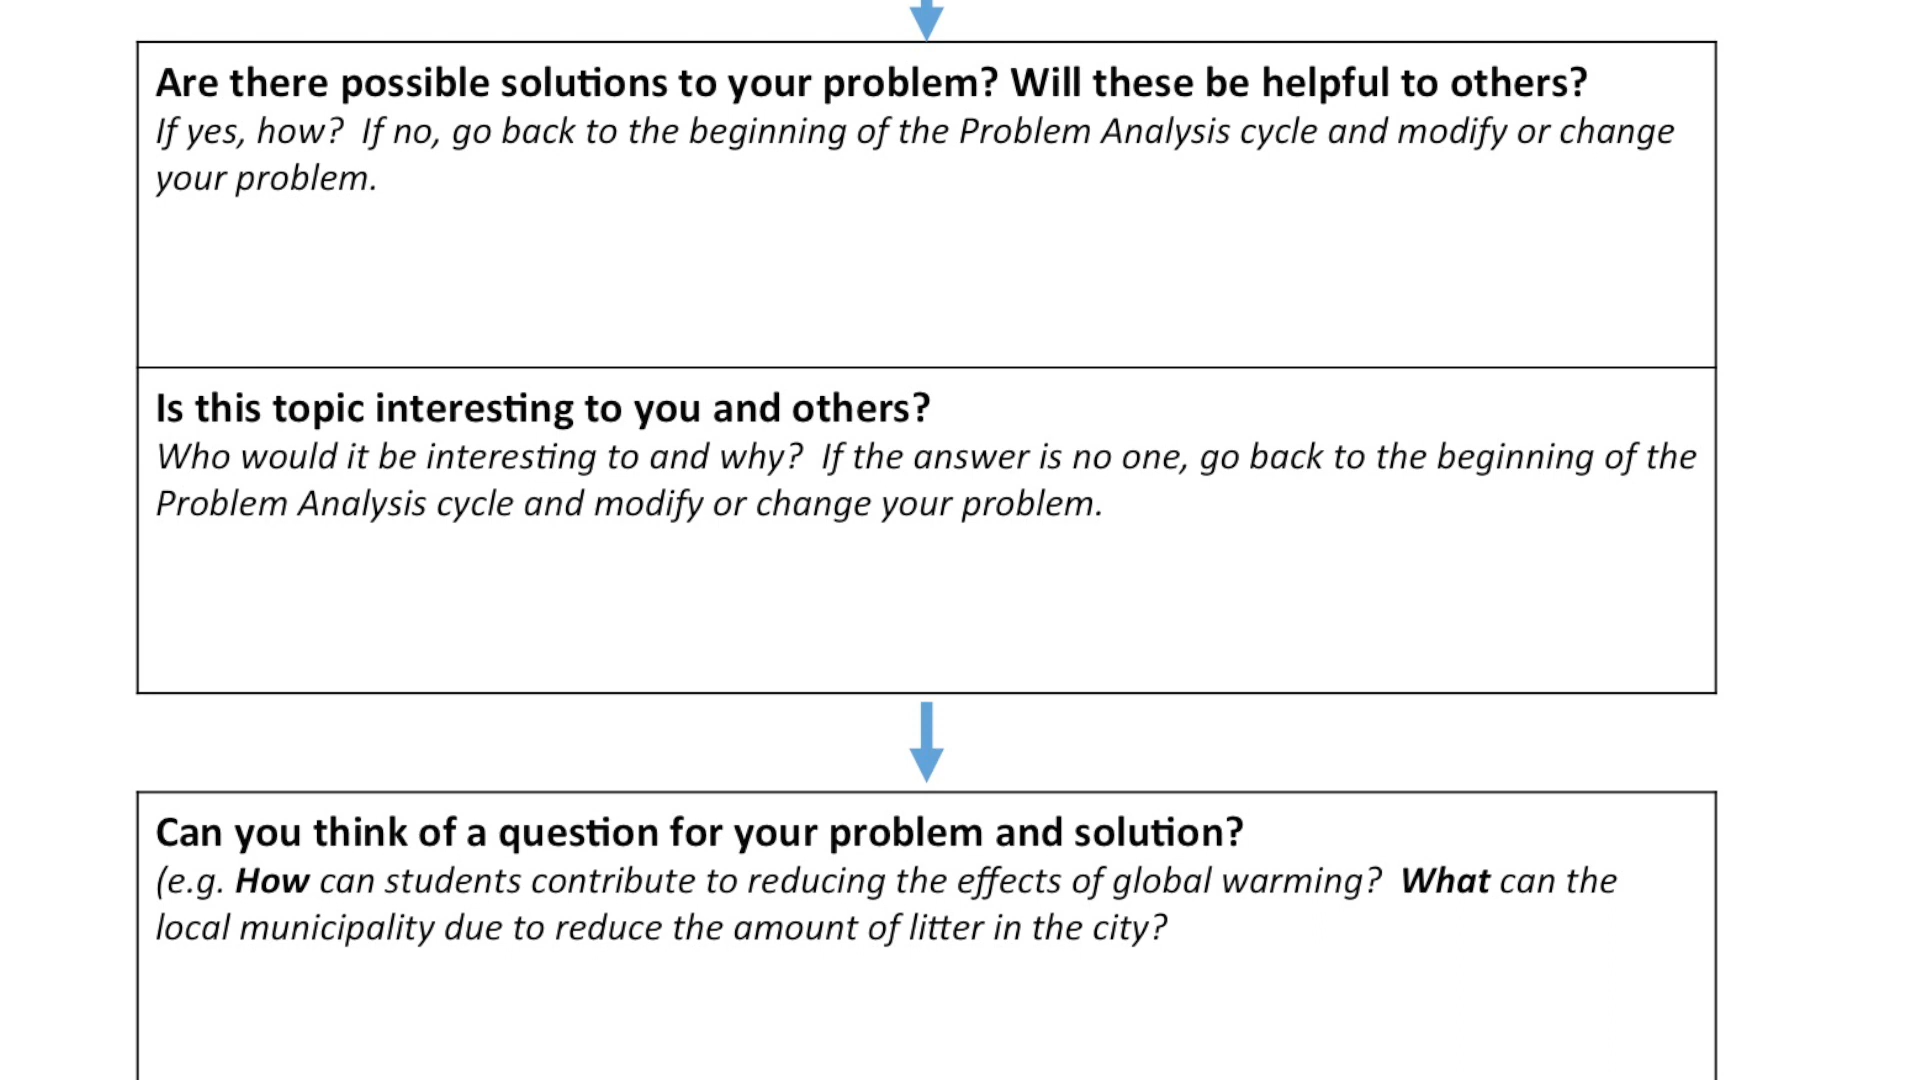 Are there possible solutions to your problem? Will these be helpful to others?
If yes, how?  If no, go back to the beginning of the Problem Analysis cycle and modify or change
your problem.
Is this topic interesting to you and others?
Who would it be interesting to and why?  If the answer is no one, go back to the beginning of the
Problem Analysis cycle and modify or change your problem.
Can you think of a question for your problem and solution?
(e.g. How can students contribute to reducing the effects of global warming?  What can the
local municipality due to reduce the amount of litter in the city?